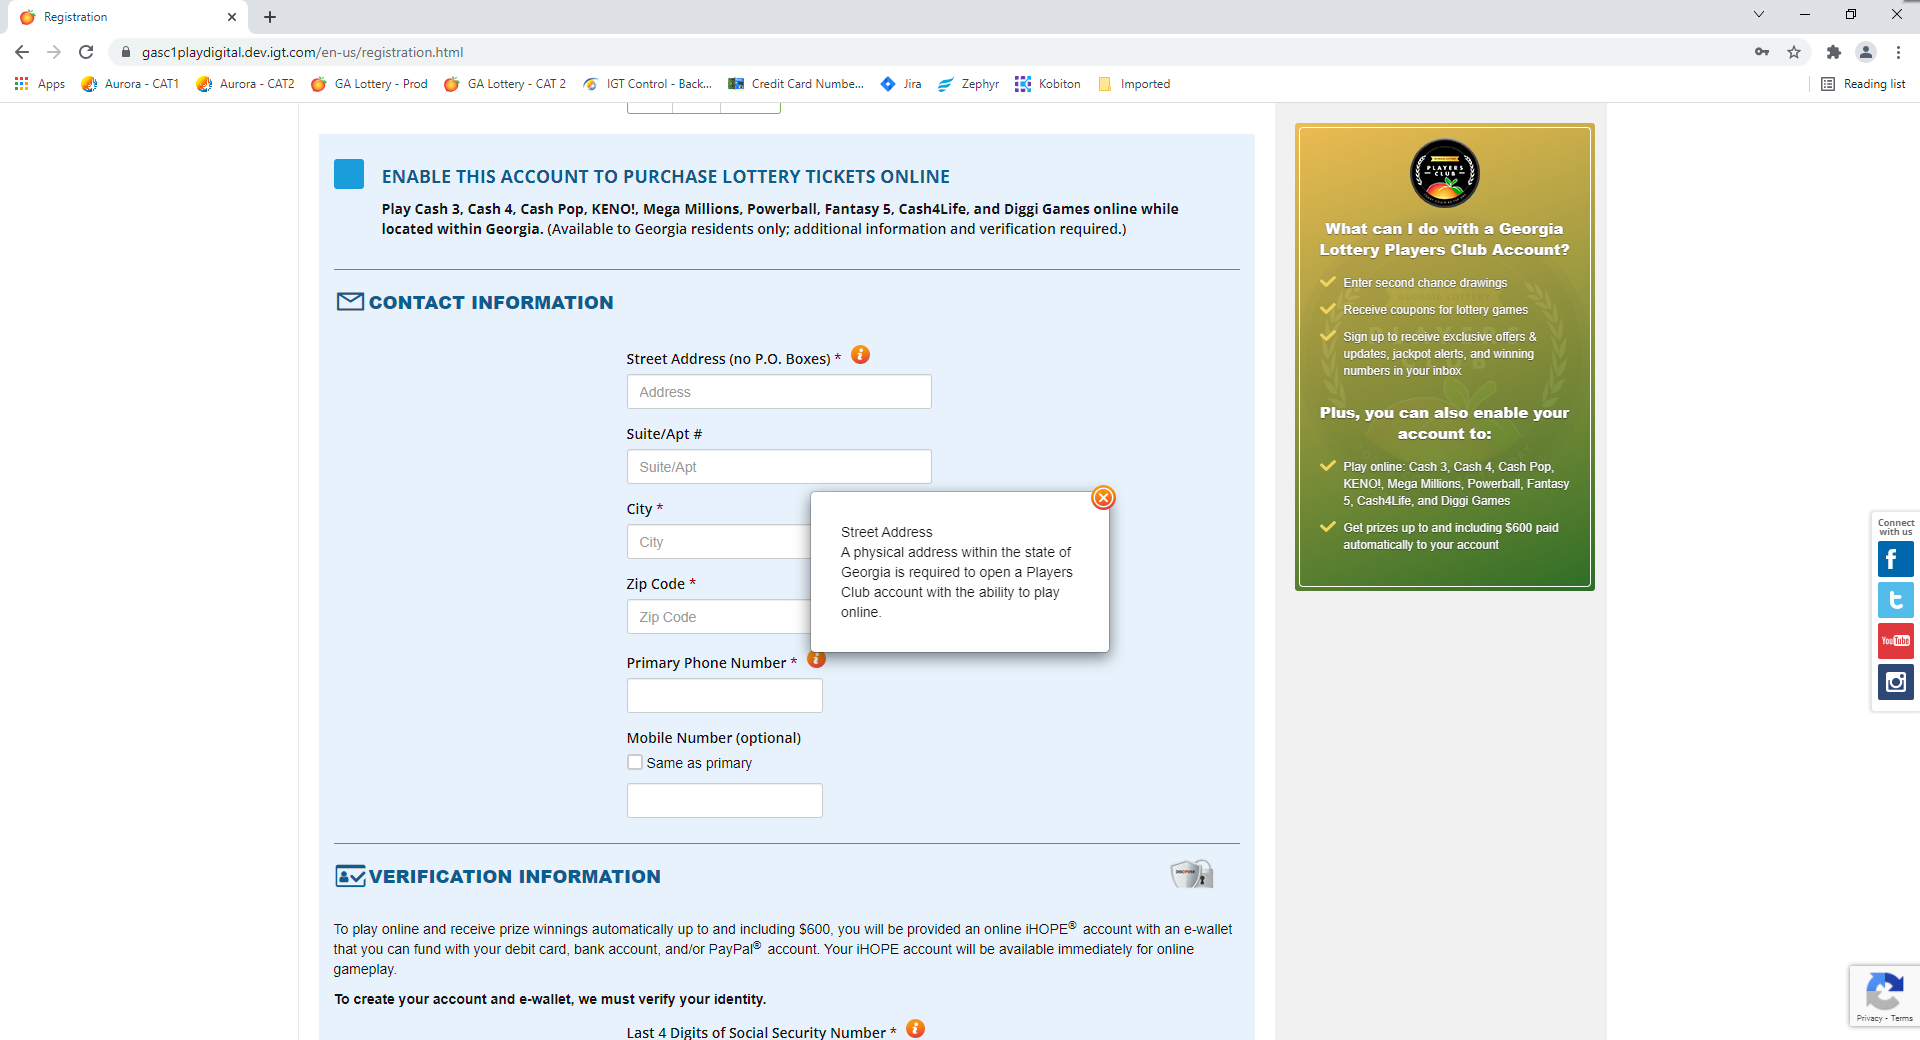 Registration
gasc1playdigital.dev.igt.com/en-us/registration.html
Apps Aurora - CAT1 Aurora - CAT2 GA Lottery - Prod GA Lottery - CAT 2 IGT Control - Back... Credit Card Numbe... Jira Zephyr Kobiton Imported Reading list
ENABLE THIS ACCOUNT TO PURCHASE LOTTERY TICKETS ONLINE
Play Cash 3, Cash 4, Cash Pop, KENO!, Mega Millions, Powerball, Fantasy 5, Cash4Life, and Diggi Games online while
located within Georgia. (Available to Georgia residents only; additional information and verification required.)
CONTACT INFORMATION
Street Address (no P.O. Boxes) *
Address
Suite/Apt #
Suite/Apt
City *
City
Zip Code *
Zip Code
Street Address
A physical address within the state of
Georgia is required to open a Players
Club account with the ability to play
online.
Primary Phone Number *
Mobile Number (optional)
Same as primary
VERIFICATION INFORMATION
To play online and receive prize winnings automatically up to and including $600, you will be provided an online iHOPE® account with an e-wallet
that you can fund with your debit card, bank account, and/or PayPal® account. Your iHOPE account will be available immediately for online
gameplay.
To create your account and e-wallet, we must verify your identity.
Last 4 Digits of Social Security Number *
PLAYERS
CLUB
What can I do with a Georgia
Lottery Players Club Account?
Enter second chance drawings
Receive coupons for lottery games
Sign up to receive exclusive offers &
updates, jackpot alerts, and winning
numbers in your inbox
Plus, you can also enable your
account to:
Play online: Cash 3, Cash 4, Cash Pop,
KENO!, Mega Millions, Powerball, Fantasy
5, Cash4Life, and Diggi Games
Get prizes up to and including $600 paid
automatically to your account
Connect
with us
YouTube
Privacy - Terms